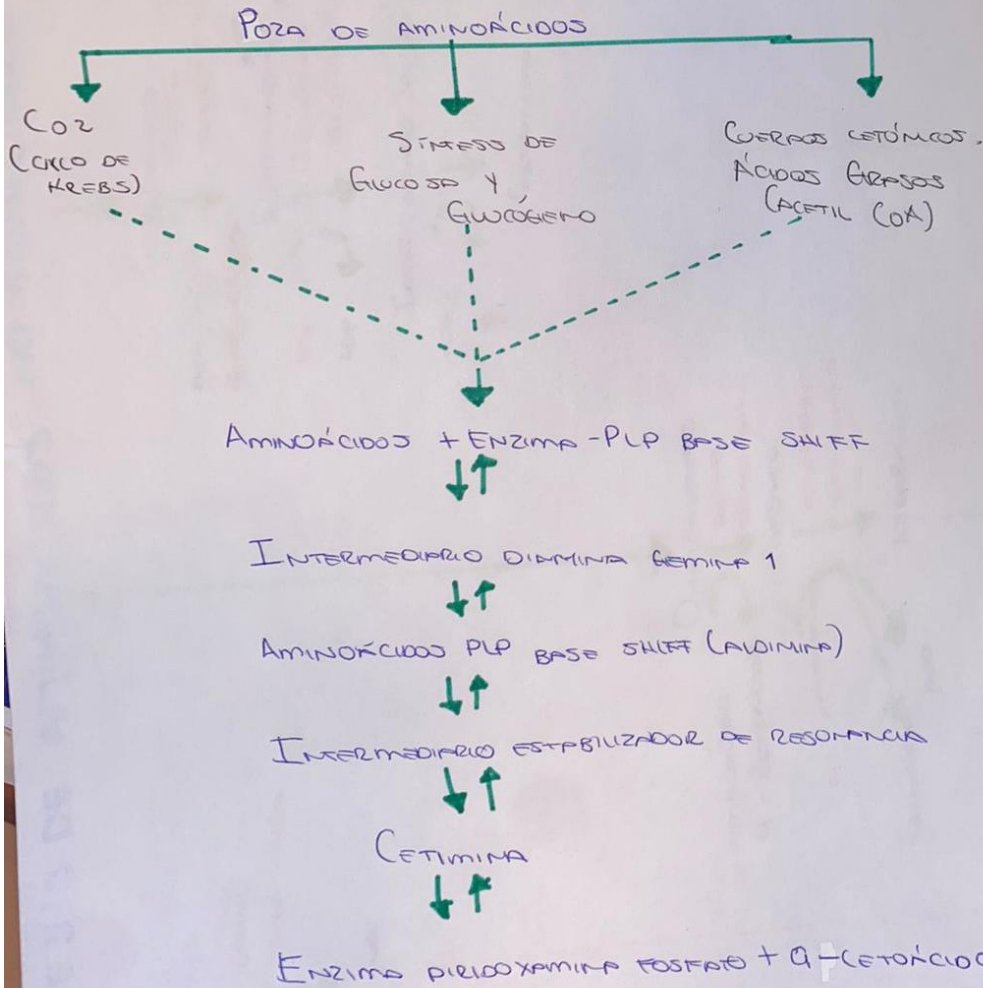 POZA DE AMINOÁCIDOS
CO2
(CICLO DE
KREBS)
SÍNTESIS DE
GLUCOSA Y
GLUCÓGENO
CUERPOS CETÓNICOS.
ÁCIDOS GRASOS
(ACETIL COA)
AMINOÁCIDOS + ENZIMA-PLP BASE SHIFF
INTERMEDIARIO DIAMINA GEMINA 1
AMINOÁCIDOS PLP BASE SHIFF (ALDIMINA)
INTERMEDIARIO ESTABILIZADOR DE RESONANCIA
CETIMINA
ENZIMA PIRIDOXAMINA FOSFATO + α-CETOÁCIDO